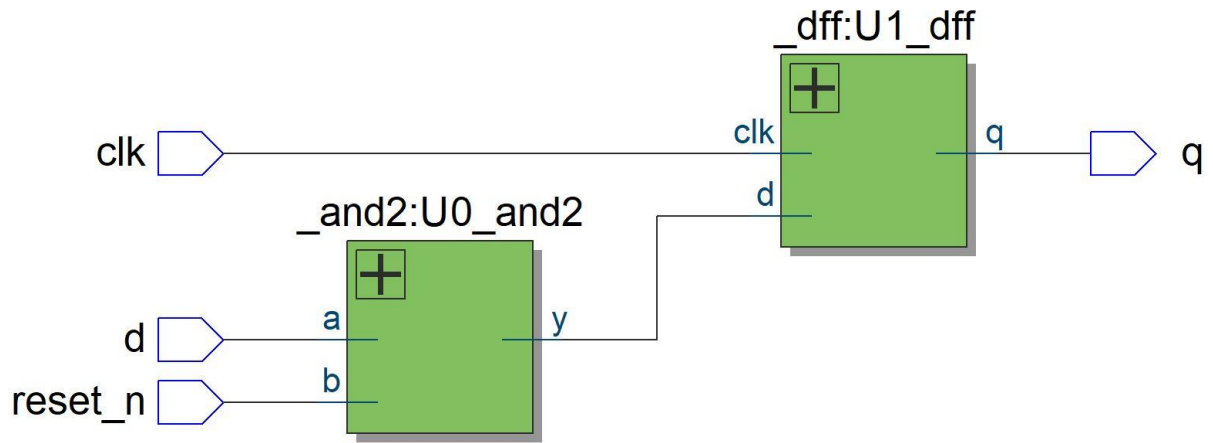 _dff:U1_dff
clk
clk
q
q
d
_and2:U0_and2
d
a
y
reset_n
b